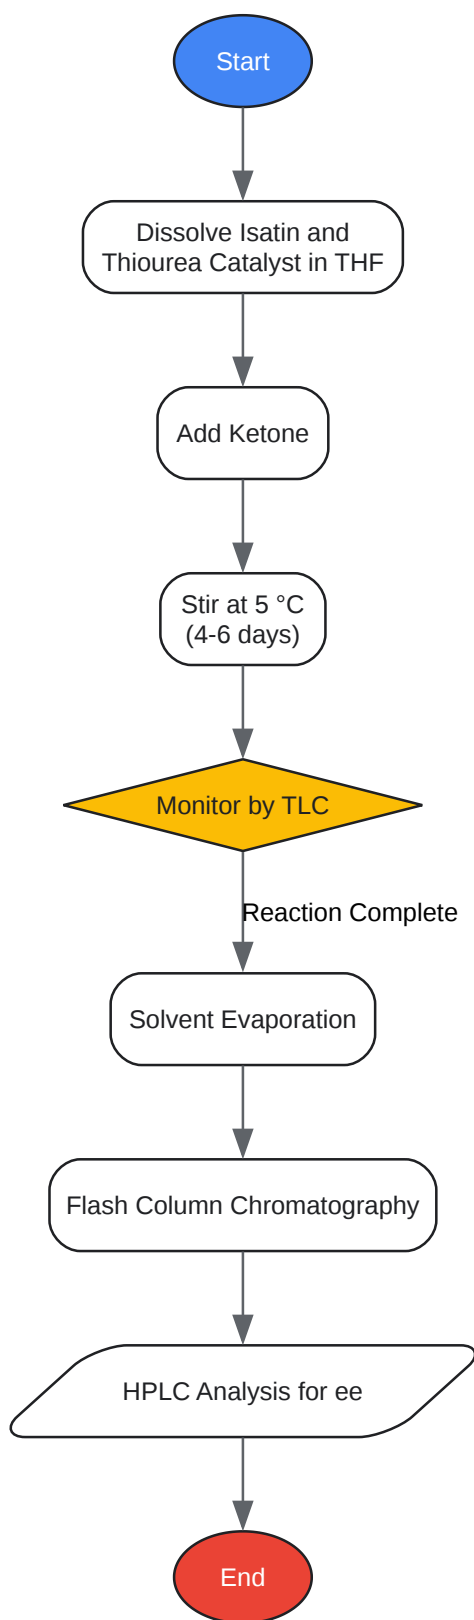 Start
Dissolve Isatin and
Thiourea Catalyst in THF
Add Ketone
Stir at 5 °C
(4-6 days)
Monitor by TLC
Reaction Complete
Solvent Evaporation
Flash Column Chromatography
HPLC Analysis for ee
End